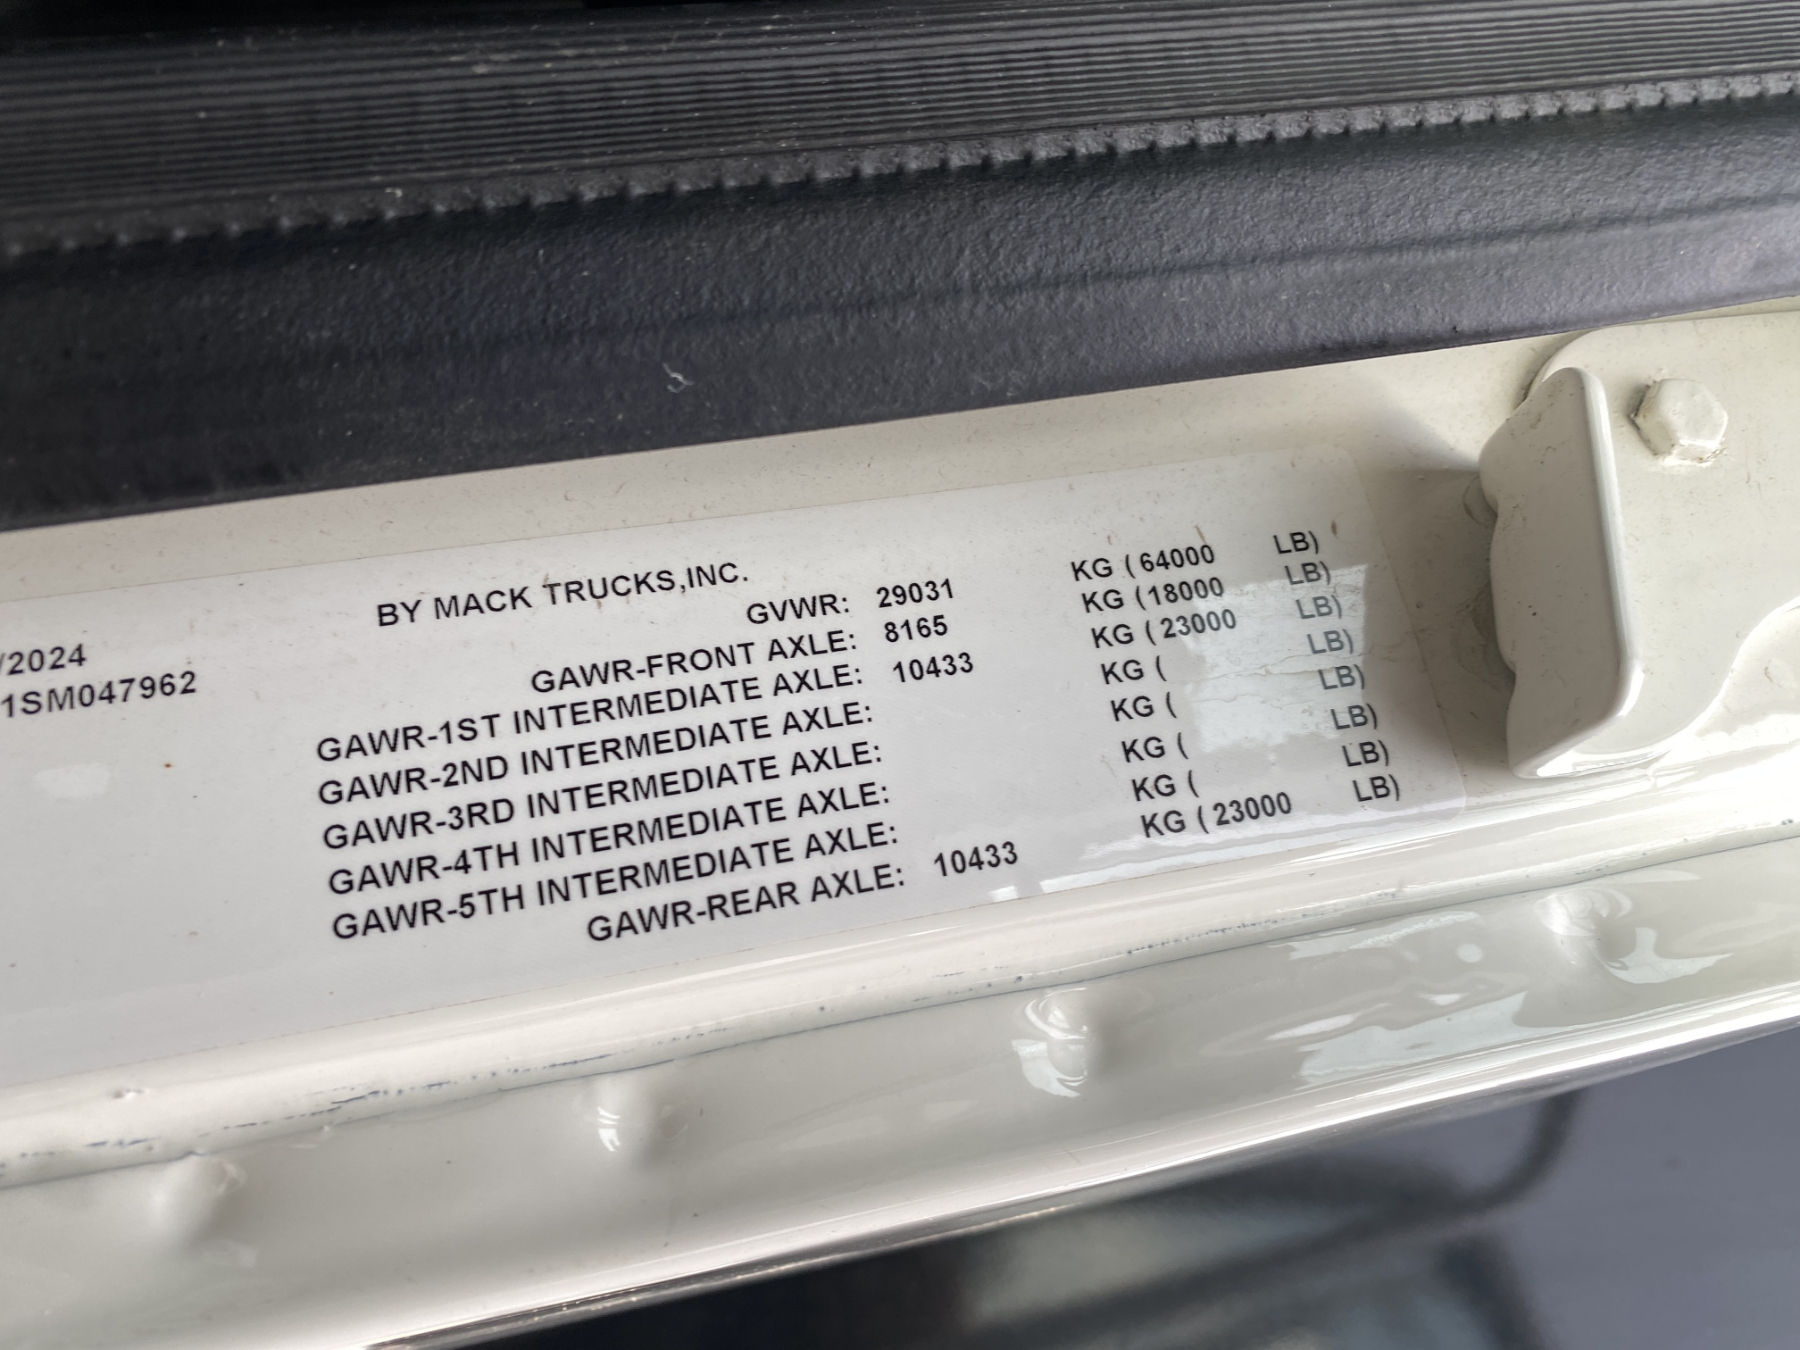 BY MACK TRUCKS,INC.
/2024
1SM047962
GVWR: 29031 KG (64000 LB)
GAWR-FRONT AXLE: 8165 KG (18000 LB)
GAWR-1ST INTERMEDIATE AXLE: 10433 KG (23000 LB)
GAWR-2ND INTERMEDIATE AXLE: KG ( LB)
GAWR-3RD INTERMEDIATE AXLE: KG ( LB)
GAWR-4TH INTERMEDIATE AXLE: KG ( LB)
GAWR-5TH INTERMEDIATE AXLE: KG ( LB)
GAWR-REAR AXLE: 10433 KG (23000 LB)